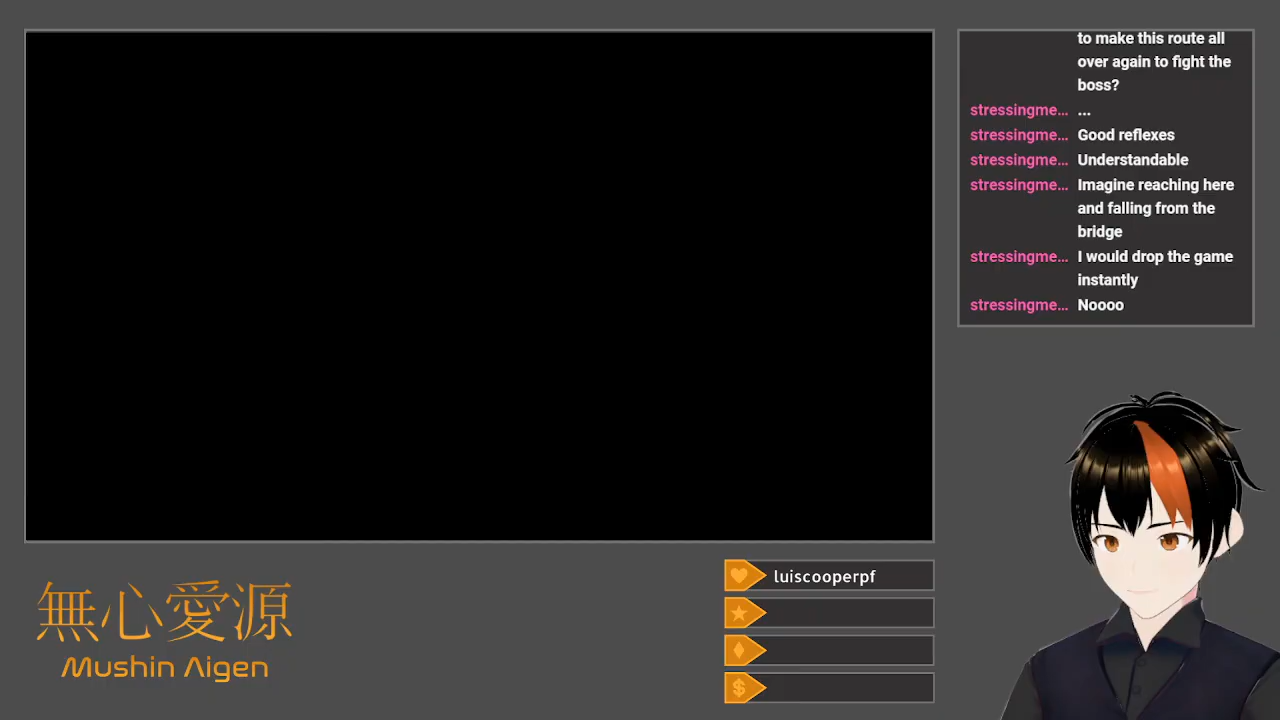 to make this route all
over again to fight the
boss?
stressingme… ...
stressingme… Good reflexes
stressingme… Understandable
stressingme… Imagine reaching here
and falling from the
bridge
stressingme… I would drop the game
instantly
stressingme… Noooo
luiscooperpf
無心愛源
Mushin Aigen